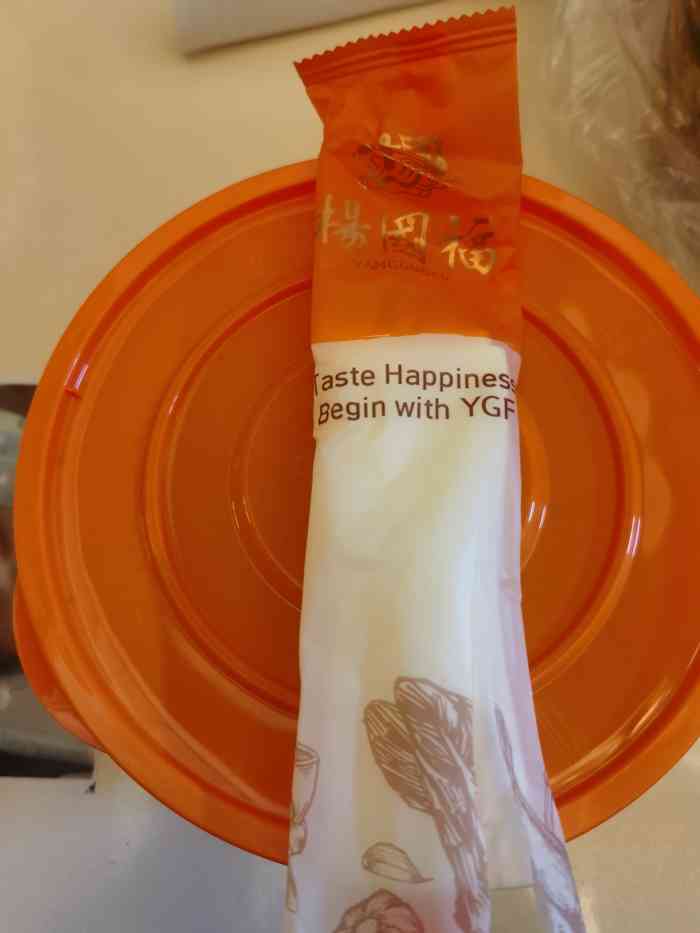 楊國福
YANGGUOFU
Taste Happiness
Begin with YGF